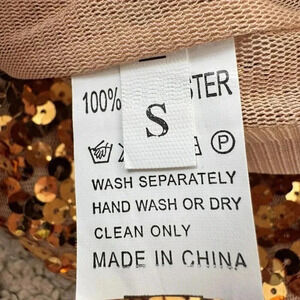 100% STER
S
P
WASH SEPARATELY
HAND WASH OR DRY
CLEAN ONLY
MADE IN CHINA